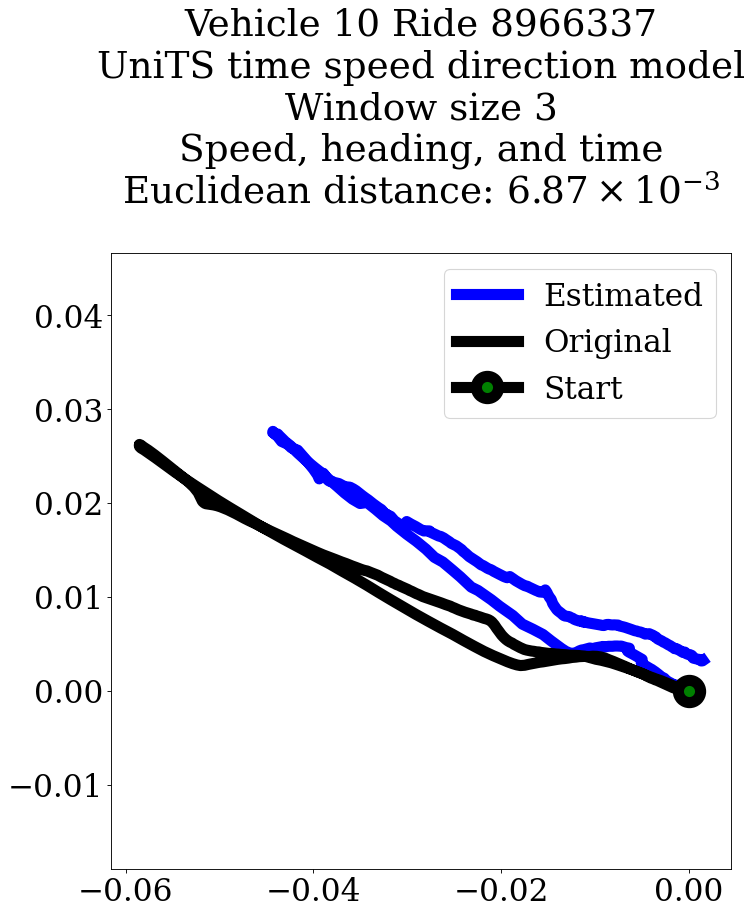 Vehicle 10 Ride 8966337
UniTS time speed direction model
Window size 3
Speed, heading, and time
Euclidean distance: 6.87 × 10⁻³
Estimated
Original
Start
0.04
0.03
0.02
0.01
0.00
−0.01
−0.06
−0.04
−0.02
0.00